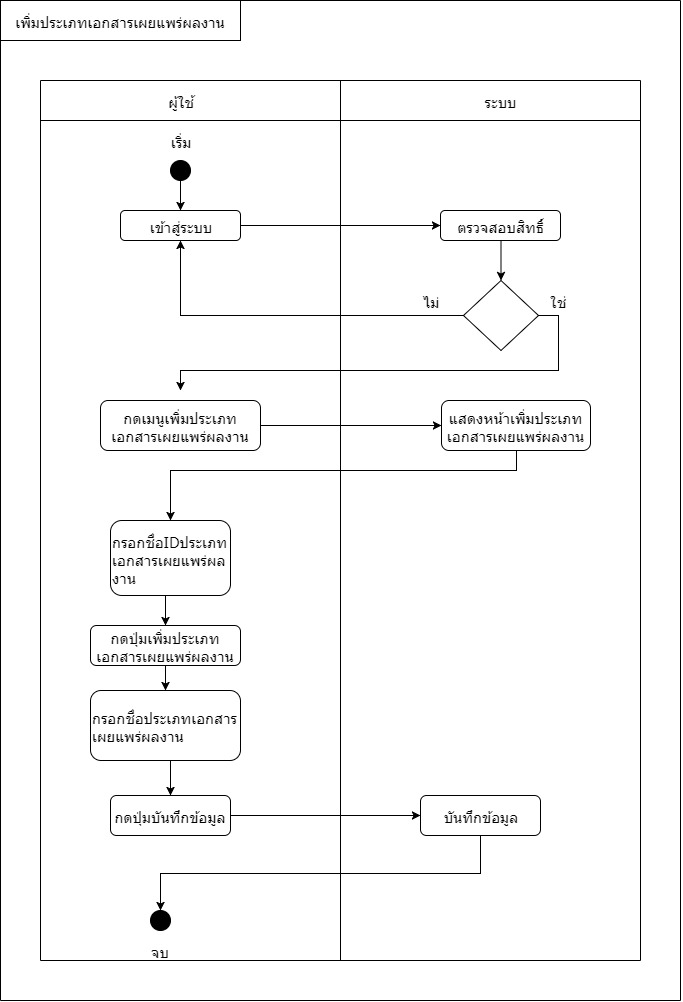 เพิ่มประเภทเอกสารเผยแพร่ผลงาน
ผู้ใช้
ระบบ
เริ่ม
เข้าสู่ระบบ
ตรวจสอบสิทธิ์
ไม่
ใช่
กดเมนูเพิ่มประเภท
เอกสารเผยแพร่ผลงาน
แสดงหน้าเพิ่มประเภท
เอกสารเผยแพร่ผลงาน
กรอกชื่อIDประเภท
เอกสารเผยแพร่ผล
งาน
กดปุ่มเพิ่มประเภท
เอกสารเผยแพร่ผลงาน
กรอกชื่อประเภทเอกสาร
เผยแพร่ผลงาน
กดปุ่มบันทึกข้อมูล
บันทึกข้อมูล
จบ